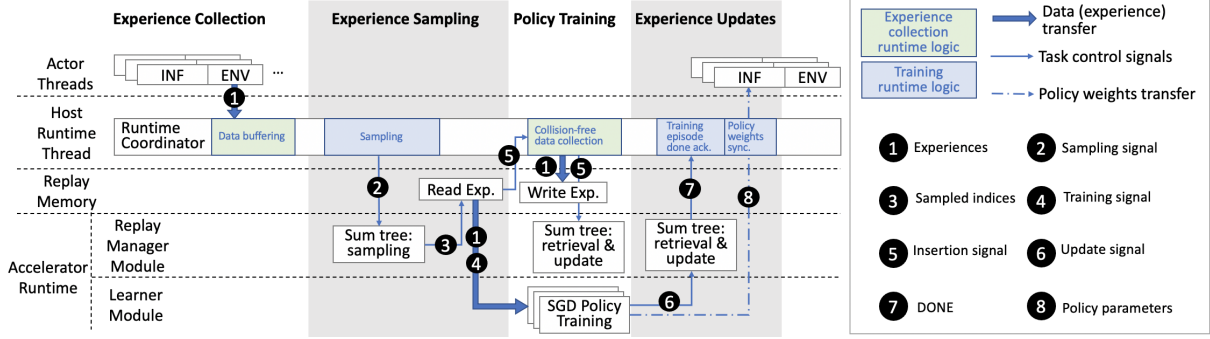 Experience Collection
Experience Sampling
Policy Training
Experience Updates
Actor
Threads
INF
ENV
...
INF
ENV
1
Host
Runtime
Thread
Runtime
Coordinator
Data buffering
Sampling
Collision-free
data collection
Training
episode
done ack.
Policy
weights
sync.
5
1
5
2
7
8
Replay
Memory
Read Exp.
Write Exp.
Accelerator
Runtime
Replay
Manager
Module
Sum tree:
sampling
3
1
4
Sum tree:
retrieval &
update
Sum tree:
retrieval &
update
Learner
Module
SGD Policy
Training
6
Experience
collection
runtime logic
Training
runtime logic
Data (experience)
transfer
Task control signals
Policy weights transfer
1 Experiences
2 Sampling signal
3 Sampled indices
4 Training signal
5 Insertion signal
6 Update signal
7 DONE
8 Policy parameters